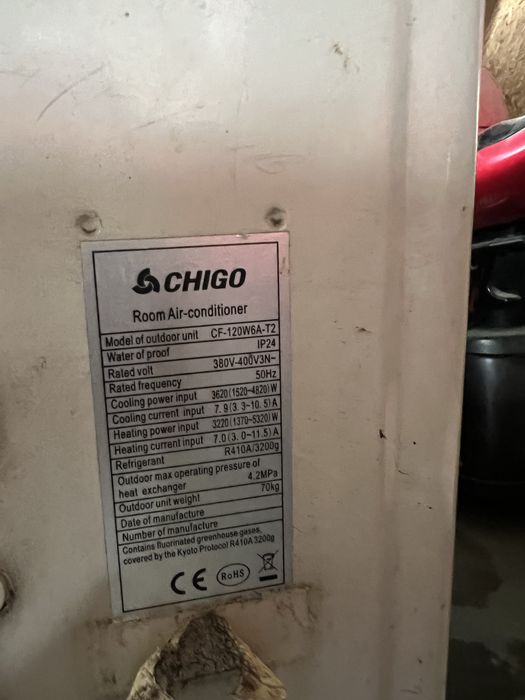 CHIGO
Room Air-conditioner
Model of outdoor unit CF-120W6A-T2
Water of proof IP24
Rated volt 380V-400V3N~
Rated frequency 50Hz
Cooling power input 3620(1520~4820)W
Cooling current input 7.9(3.3~10.5)A
Heating power input 3220(1370~5320)W
Heating current input 7.0(3.0~11.5)A
Refrigerant R410A/3200g
Outdoor max operating pressure of
heat exchanger 4.2MPa
Outdoor unit weight 70kg
Date of manufacture
Number of manufacture
Contains fluorinated greenhouse gases,
covered by the Kyoto Protocol R410A 3200g
CE RoHS